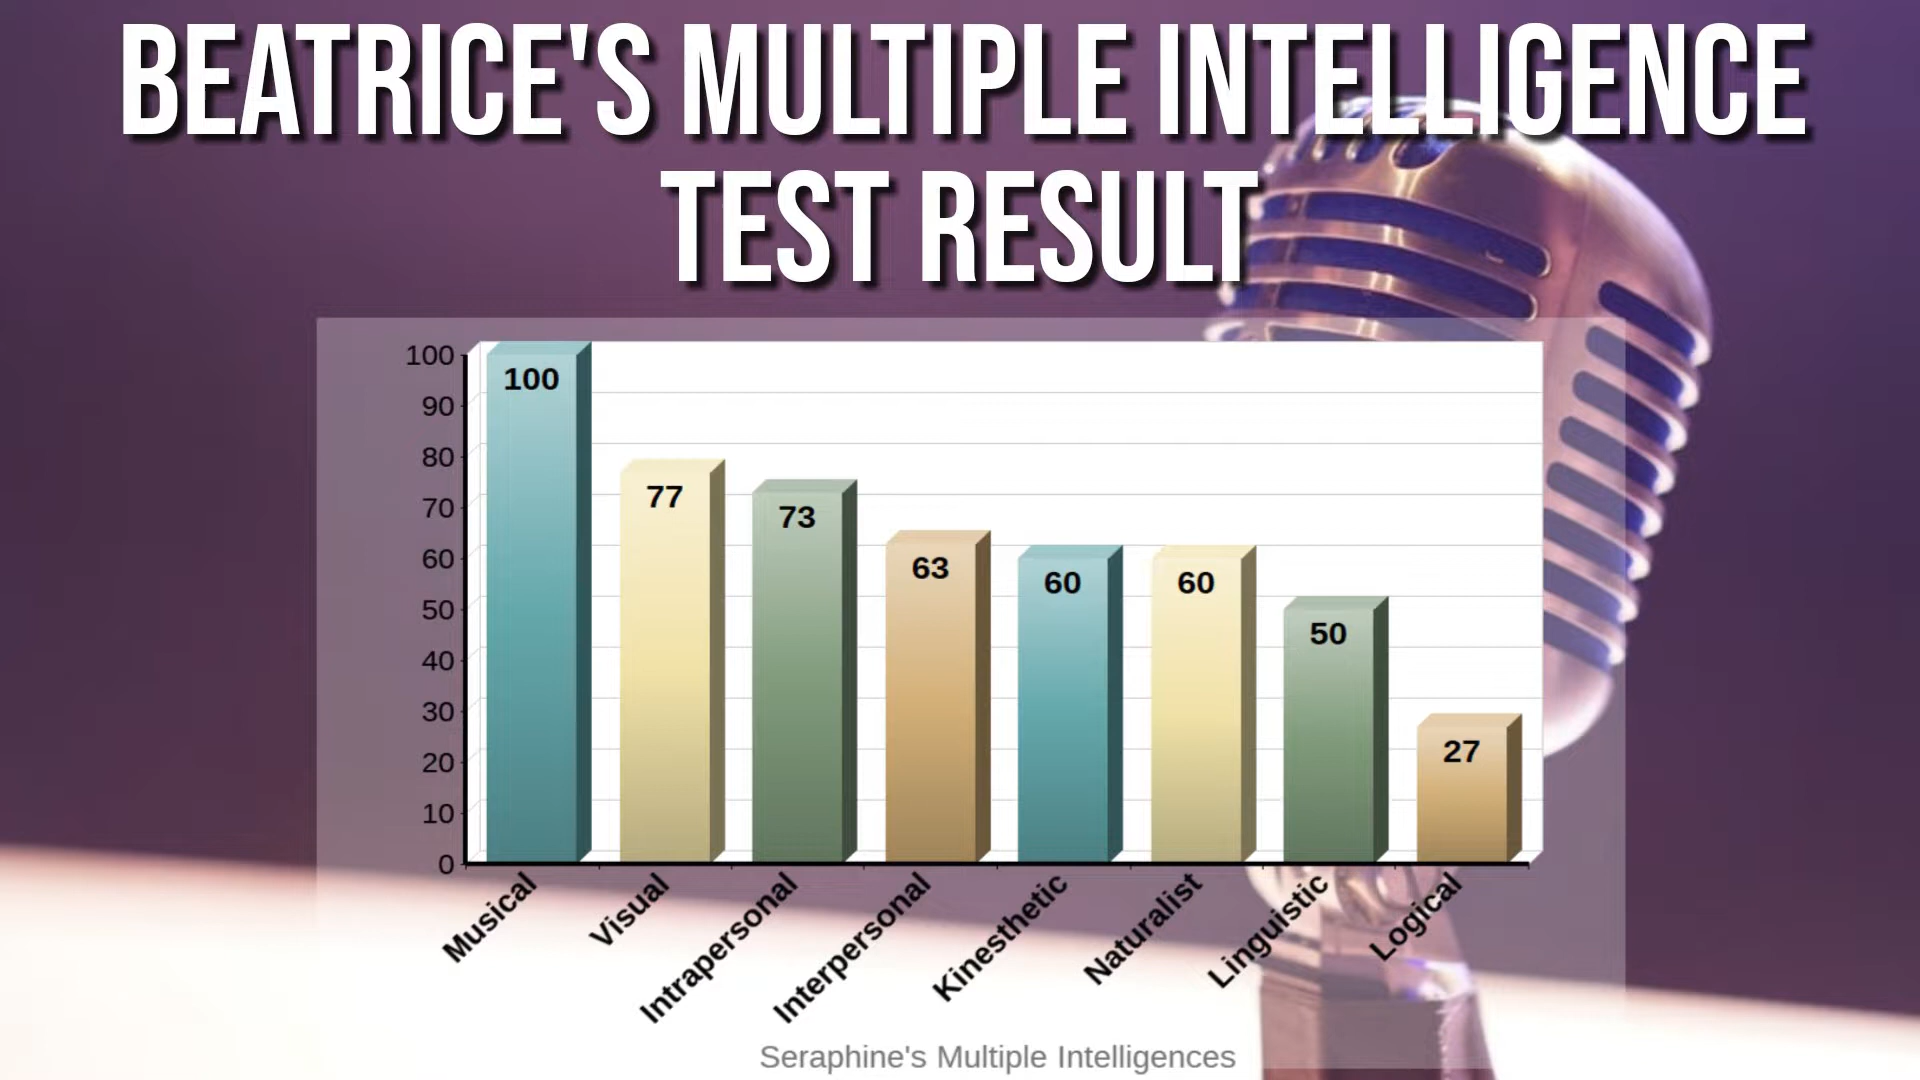 BEATRICE'S MULTIPLE INTELLIGENCE
TEST RESULT
100
90
80
70
60
50
40
30
20
10
0
100
77
73
63
60
60
50
27
Musical
Visual
Intrapersonal
Interpersonal
Kinesthetic
Naturalist
Linguistic
Logical
Seraphine's Multiple Intelligences